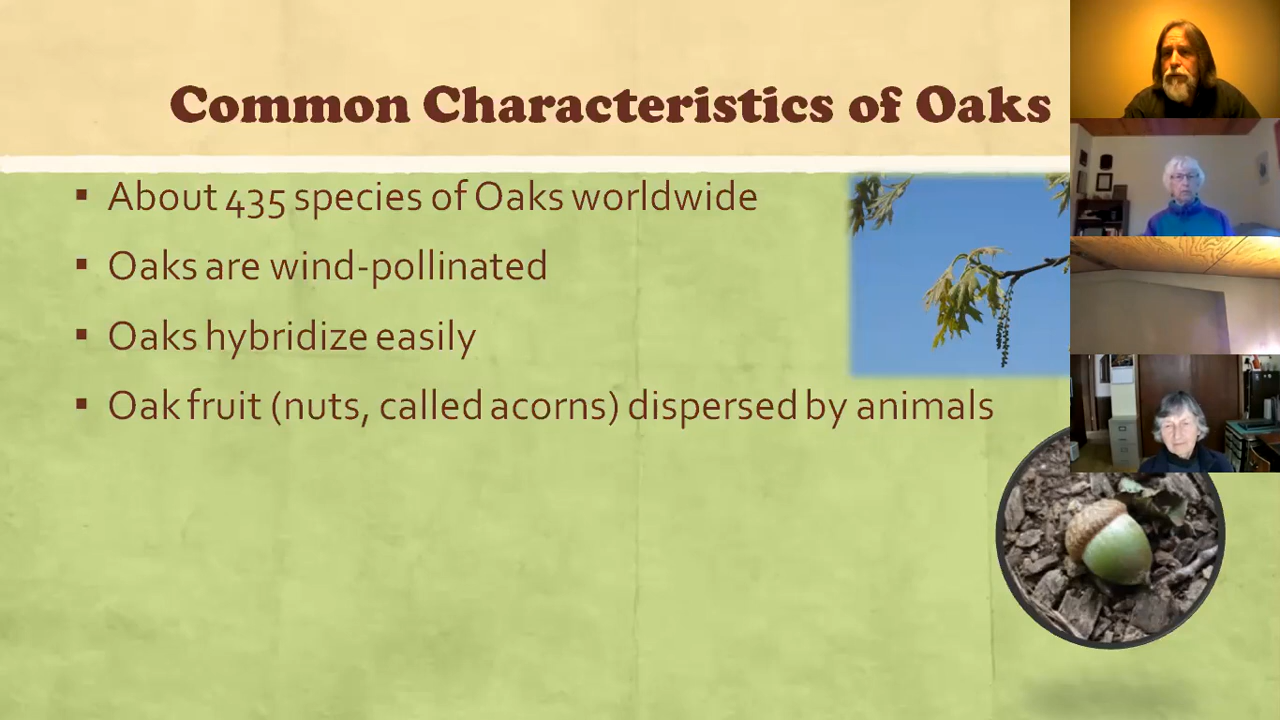 Common Characteristics of Oaks
▪ About 435 species of Oaks worldwide
▪ Oaks are wind-pollinated
▪ Oaks hybridize easily
▪ Oak fruit (nuts, called acorns) dispersed by animals